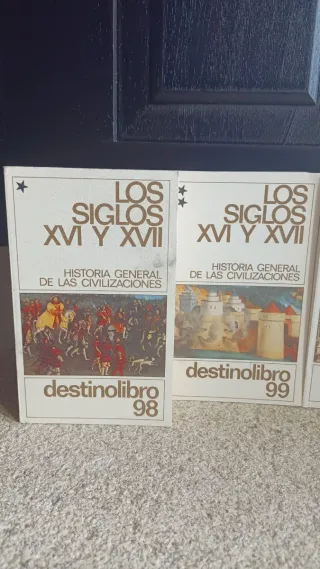 LOS
SIGLOS
XVI Y XVII
HISTORIA GENERAL
DE LAS CIVILIZACIONES
destinolibro
98
LOS
SIGLOS
XVI Y XVII
HISTORIA GENERAL
DE LAS CIVILIZACIONES
destinolibro
99